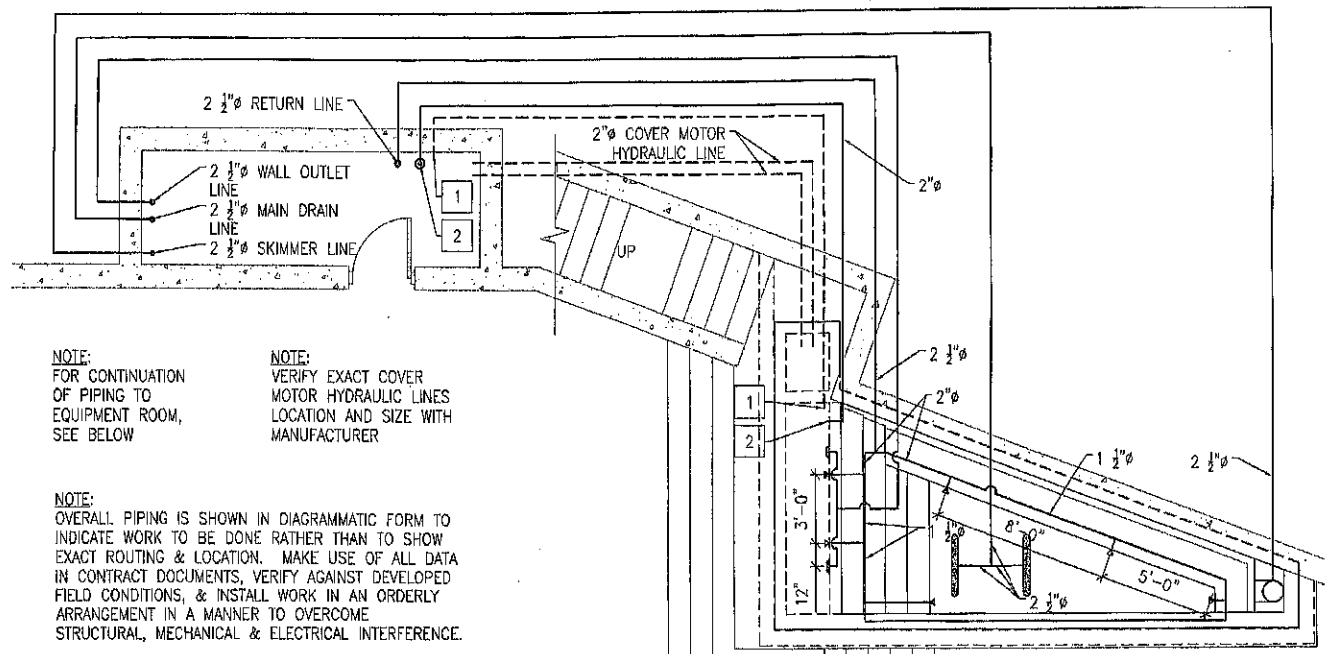 2 ½"ø RETURN LINE
2 ½"ø WALL OUTLET
LINE
2 ½"ø MAIN DRAIN
LINE
2 ½"ø SKIMMER LINE
1
2
2"ø COVER MOTOR
HYDRAULIC LINE
2"ø
UP
NOTE:
FOR CONTINUATION
OF PIPING TO
EQUIPMENT ROOM,
SEE BELOW
NOTE:
VERIFY EXACT COVER
MOTOR HYDRAULIC LINES
LOCATION AND SIZE WITH
MANUFACTURER
NOTE:
OVERALL PIPING IS SHOWN IN DIAGRAMMATIC FORM TO
INDICATE WORK TO BE DONE RATHER THAN TO SHOW
EXACT ROUTING & LOCATION. MAKE USE OF ALL DATA
IN CONTRACT DOCUMENTS, VERIFY AGAINST DEVELOPED
FIELD CONDITIONS, & INSTALL WORK IN AN ORDERLY
ARRANGEMENT IN A MANNER TO OVERCOME
STRUCTURAL, MECHANICAL & ELECTRICAL INTERFERENCE.
2 ½"ø
2"ø
1
2
1 ½"ø
2 ½"ø
3'-0"
12"
8'-0"
5'-0"
2 ½"ø